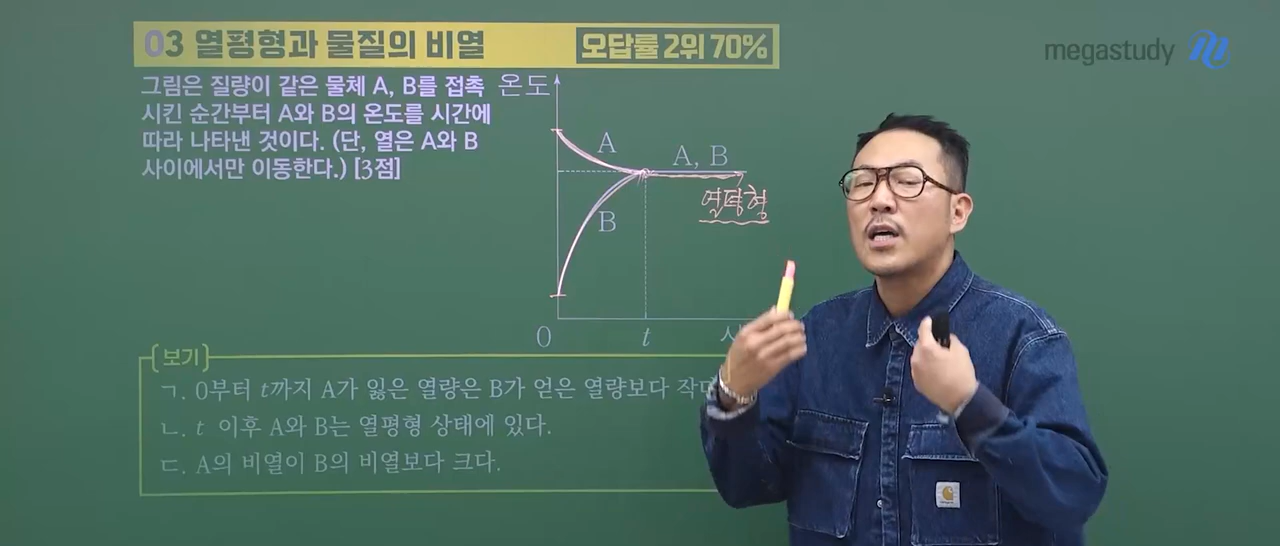 03 열평형과 물질의 비열
오답률 2위 70%
megastudy
그림은 질량이 같은 물체 A, B를 접촉
시킨 순간부터 A와 B의 온도를 시간에
따라 나타낸 것이다. (단, 열은 A와 B
사이에서만 이동한다.) [3점]
온도
A
A, B
열평형
B
0
t
보기
ㄱ. 0부터 t까지 A가 잃은 열량은 B가 얻은 열량보다
ㄴ. t 이후 A와 B는 열평형 상태에 있다.
ㄷ. A의 비열이 B의 비열보다 크다.